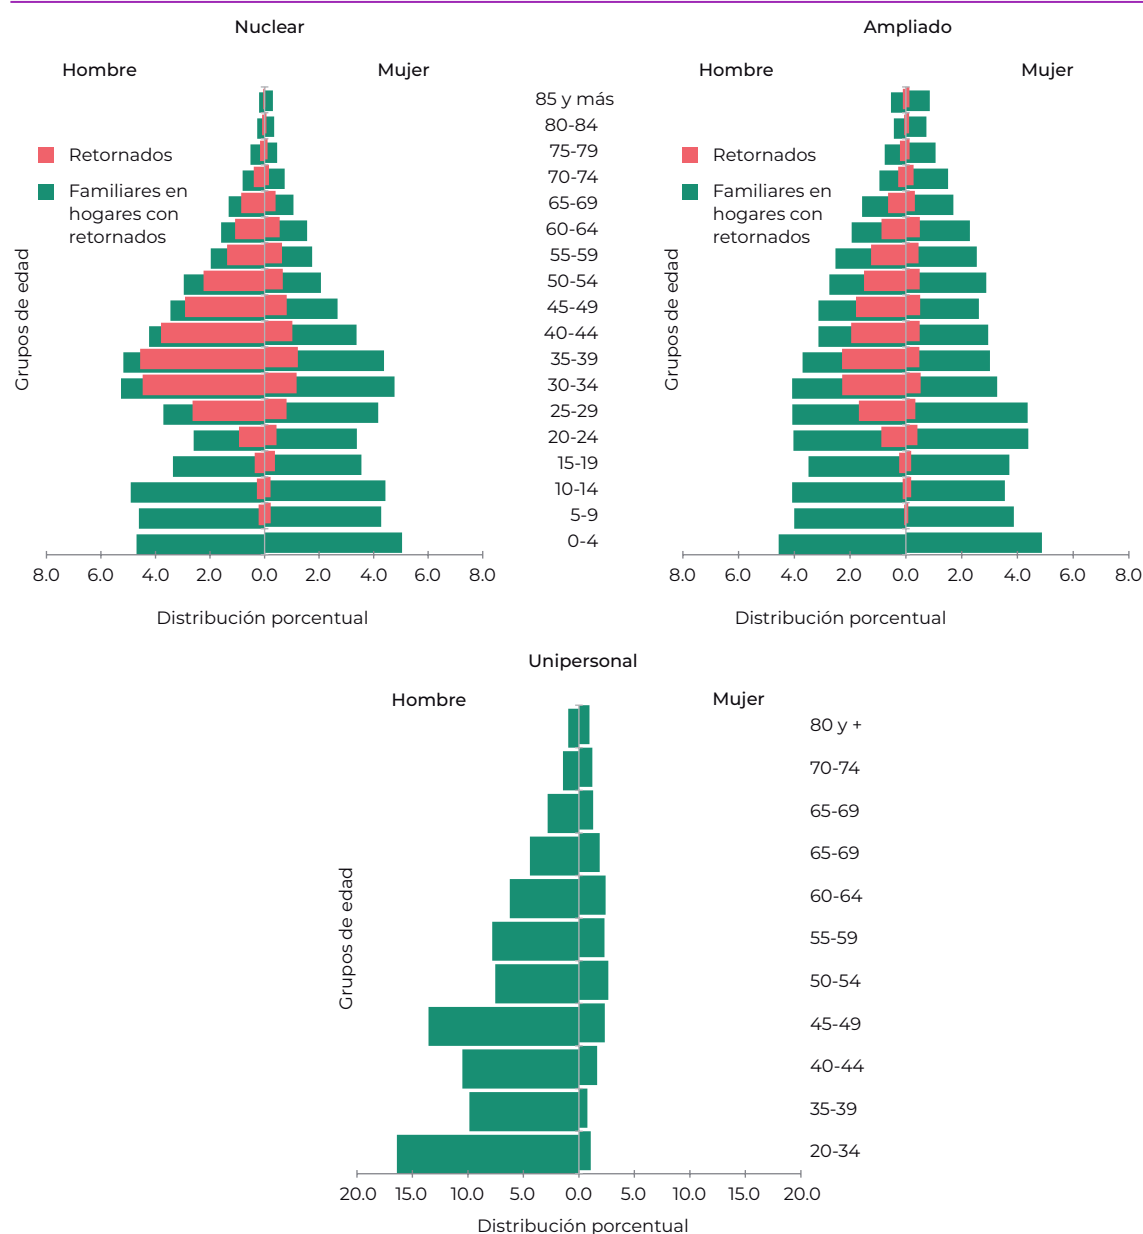 Nuclear
Hombre
Mujer
Retornados
Familiares en
hogares con
retornados
Grupos de edad
85 y más
80-84
75-79
70-74
65-69
60-64
55-59
50-54
45-49
40-44
35-39
30-34
25-29
20-24
15-19
10-14
5-9
0-4
8.0 6.0 4.0 2.0 0.0 2.0 4.0 6.0 8.0
Distribución porcentual
Ampliado
Hombre
Mujer
Retornados
Familiares en
hogares con
retornados
Grupos de edad
8.0 6.0 4.0 2.0 0.0 2.0 4.0 6.0 8.0
Distribución porcentual
Unipersonal
Hombre
Mujer
Grupos de edad
80 y +
70-74
65-69
65-69
60-64
55-59
50-54
45-49
40-44
35-39
20-34
20.0 15.0 10.0 5.0 0.0 5.0 10.0 15.0 20.0
Distribución porcentual